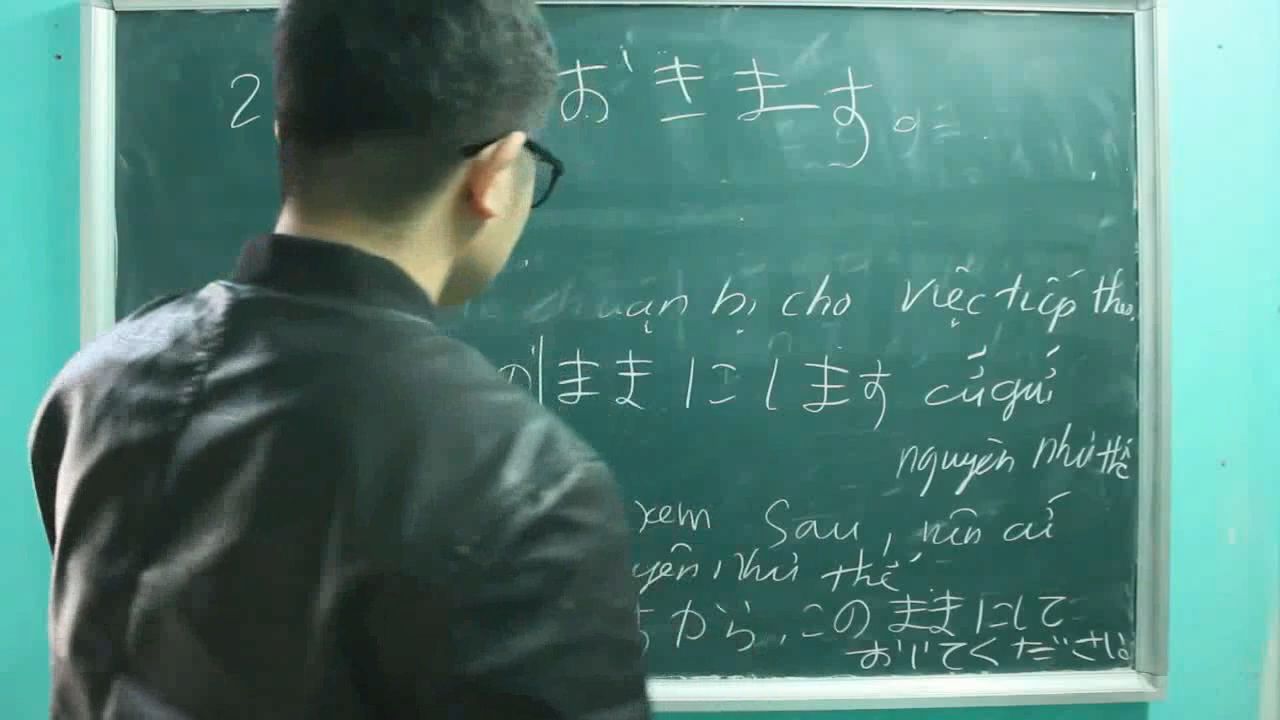 2 おきます。
chuẩn bị cho việc tiếp theo
のままにします cứ giữ
nguyên như thế
xem sau, nên cứ
yên như thế
から、このままにして
おいてください